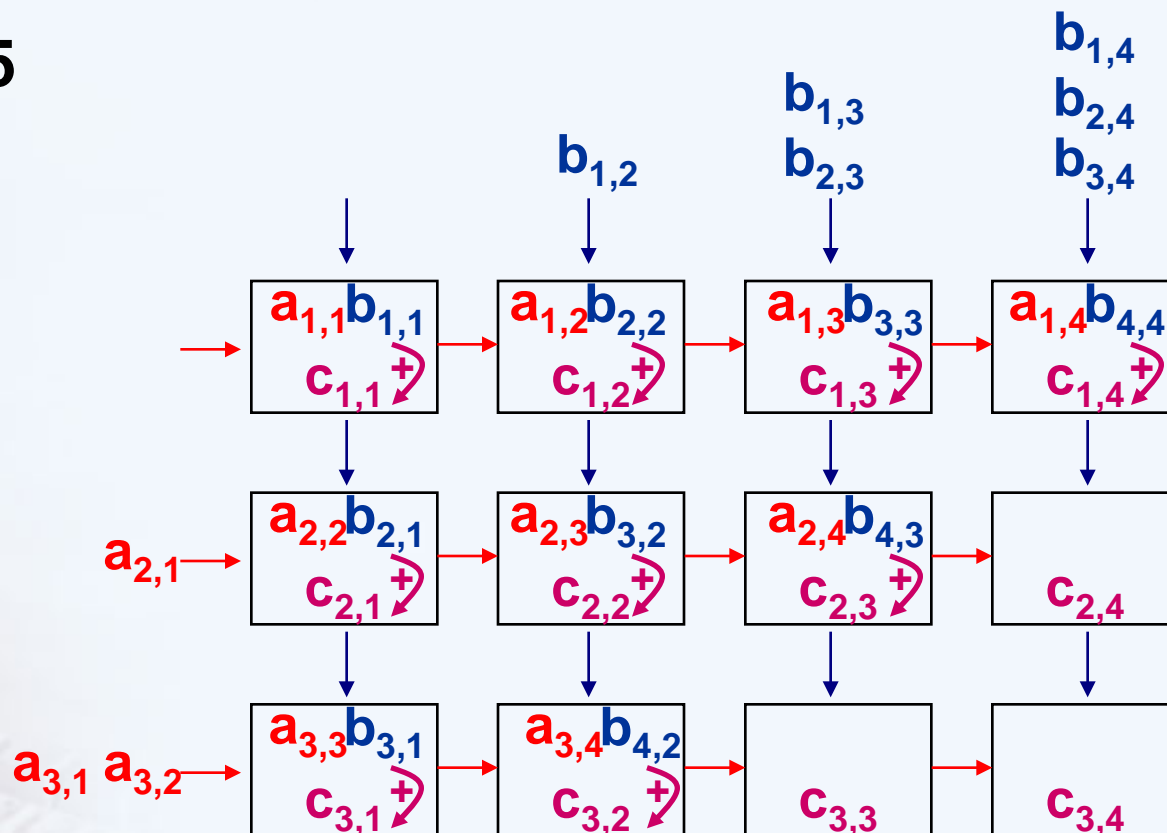 5
b1,4
b1,3 b2,4
b1,2 b2,3 b3,4
a1,1b1,1 a1,2b2,2 a1,3b3,3 a1,4b4,4
c1,1 + c1,2 + c1,3 + c1,4 +
a2,1 a2,2b2,1 a2,3b3,2 a2,4b4,3
c2,1 + c2,2 + c2,3 + c2,4
a3,1 a3,2 a3,3b3,1 a3,4b4,2
c3,1 + c3,2 + c3,3 c3,4